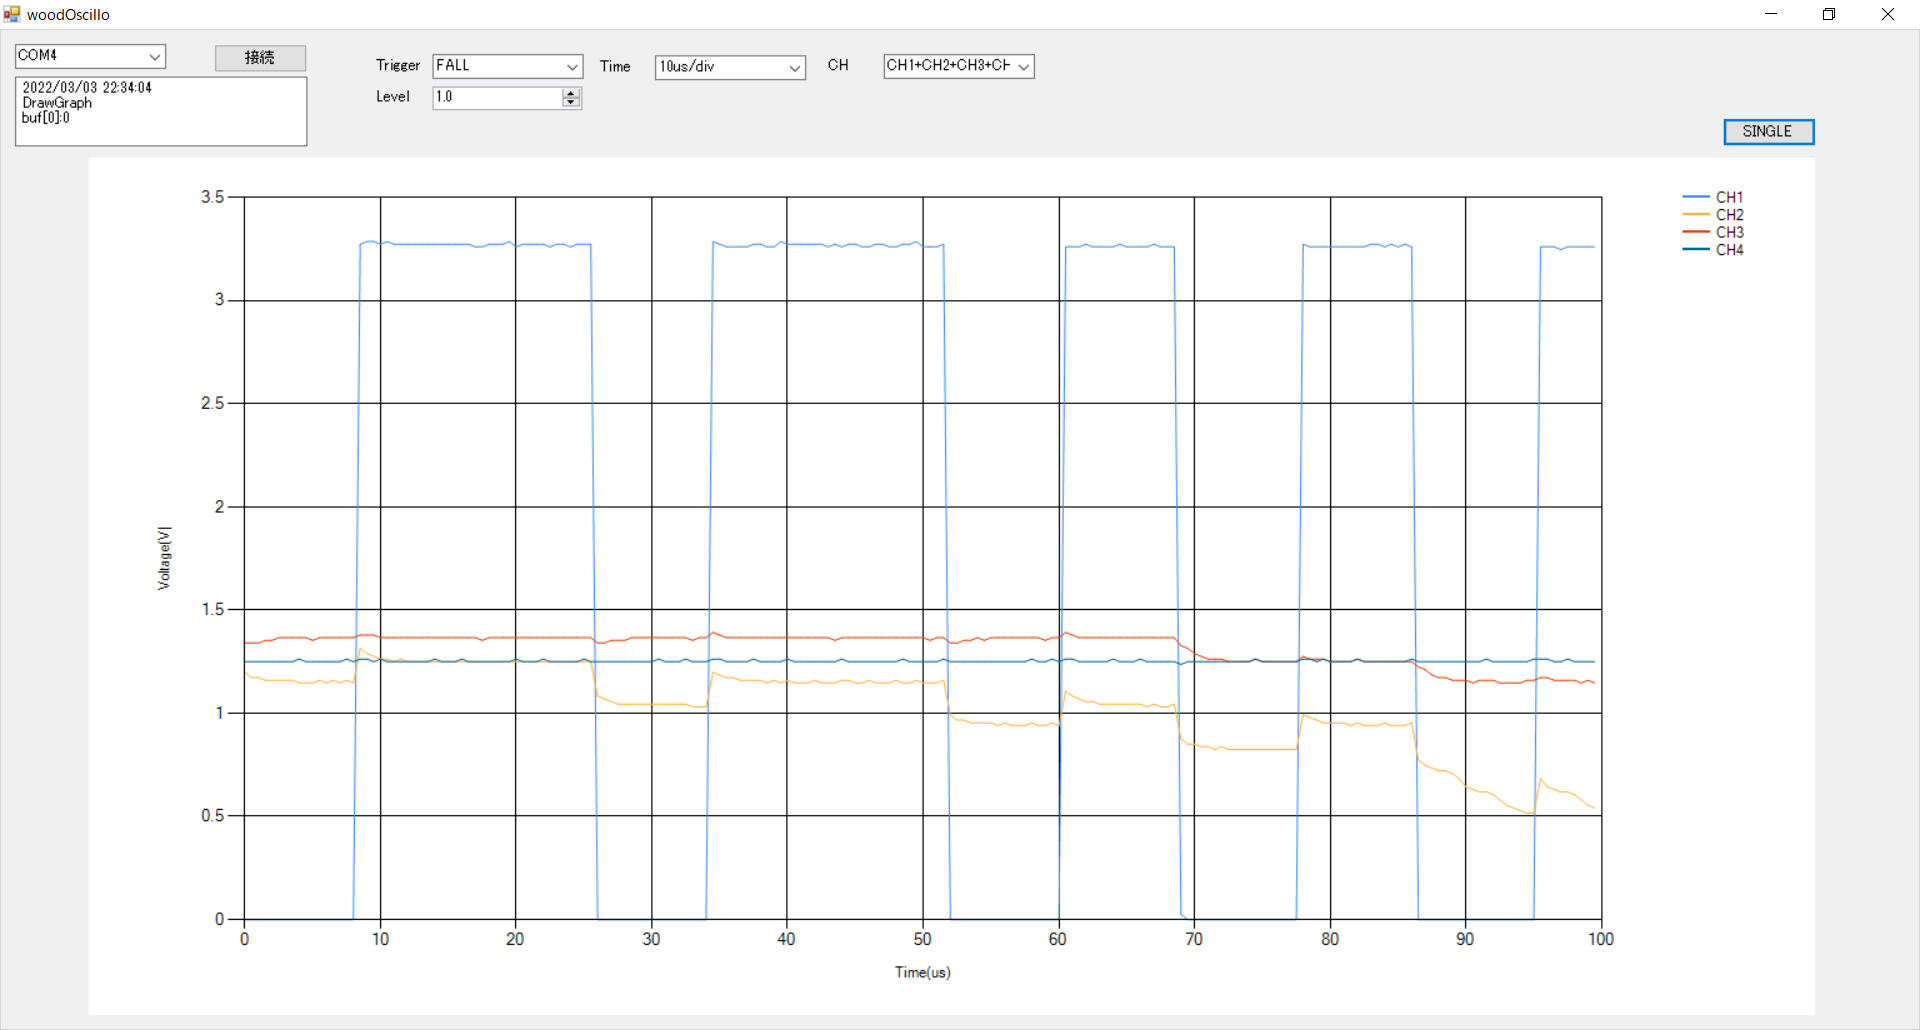 woodOscillo
COM4
接続
2022/03/03 22:34:04
DrawGraph
buf[0]:0
Trigger
FALL
Time
10us/div
CH
CH1+CH2+CH3+CH
Level
1.0
SINGLE
3.5
3
2.5
2
1.5
1
0.5
0
Voltage(V)
0 10 20 30 40 50 60 70 80 90 100
Time(us)
CH1
CH2
CH3
CH4